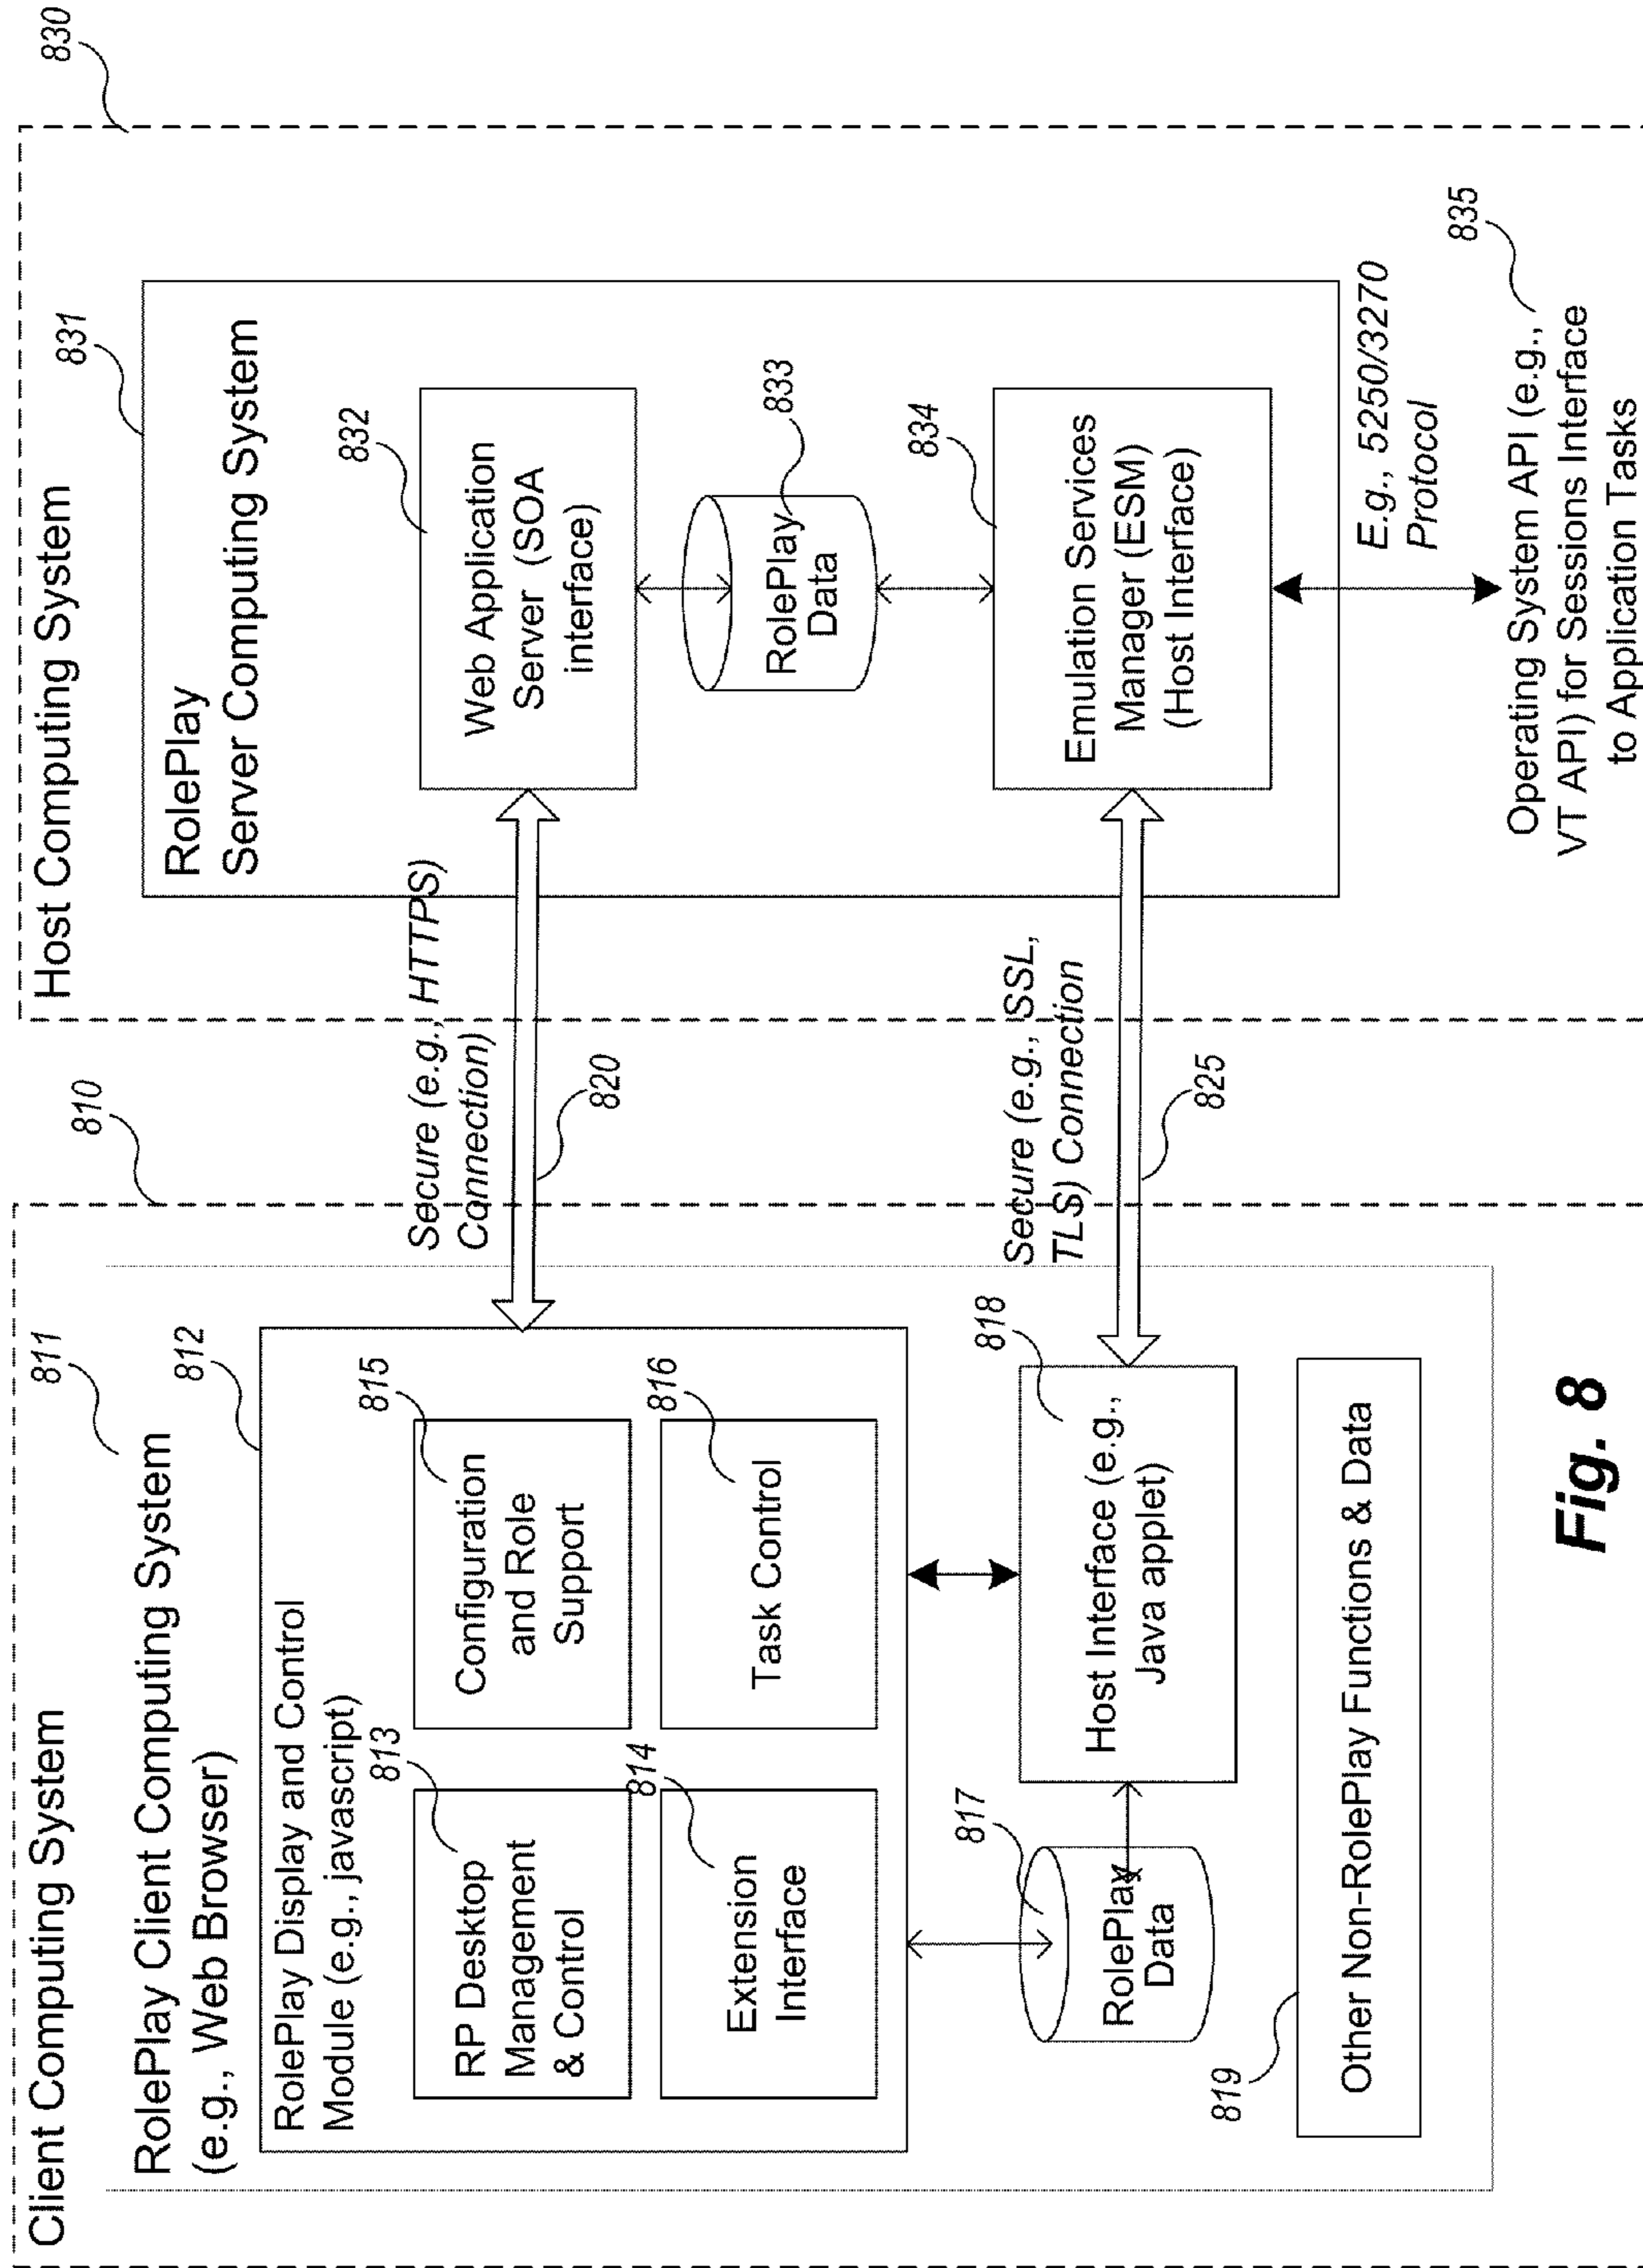 Client Computing System
810
811
RolePlay Client Computing System
(e.g., Web Browser)
812
RolePlay Display and Control
Module (e.g., javascript)
813
RP Desktop
Management
& Control
815
Configuration
and Role
Support
814
Extension
Interface
816
Task Control
817
RolePlay
Data
818
Host Interface (e.g.,
Java applet)
819
Other Non-RolePlay Functions & Data
Secure (e.g., HTTPS)
Connection)
820
Secure (e.g., SSL,
TLS) Connection
825
Host Computing System
830
831
RolePlay
Server Computing System
832
Web Application
Server (SOA
interface)
833
RolePlay
Data
834
Emulation Services
Manager (ESM)
(Host Interface)
E.g., 5250/3270
Protocol
835
Operating System API (e.g.,
VT API) for Sessions Interface
to Application Tasks
Fig. 8